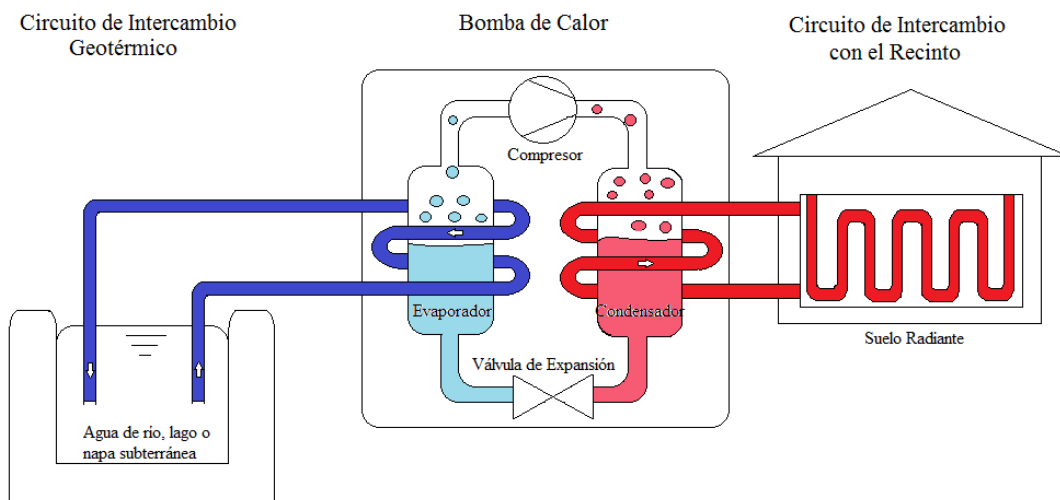 Circuito de Intercambio
Geotérmico
Bomba de Calor
Circuito de Intercambio
con el Recinto
Compresor
Evaporador
Condensador
Válvula de Expansión
Suelo Radiante
Agua de rio, lago o
napa subterránea